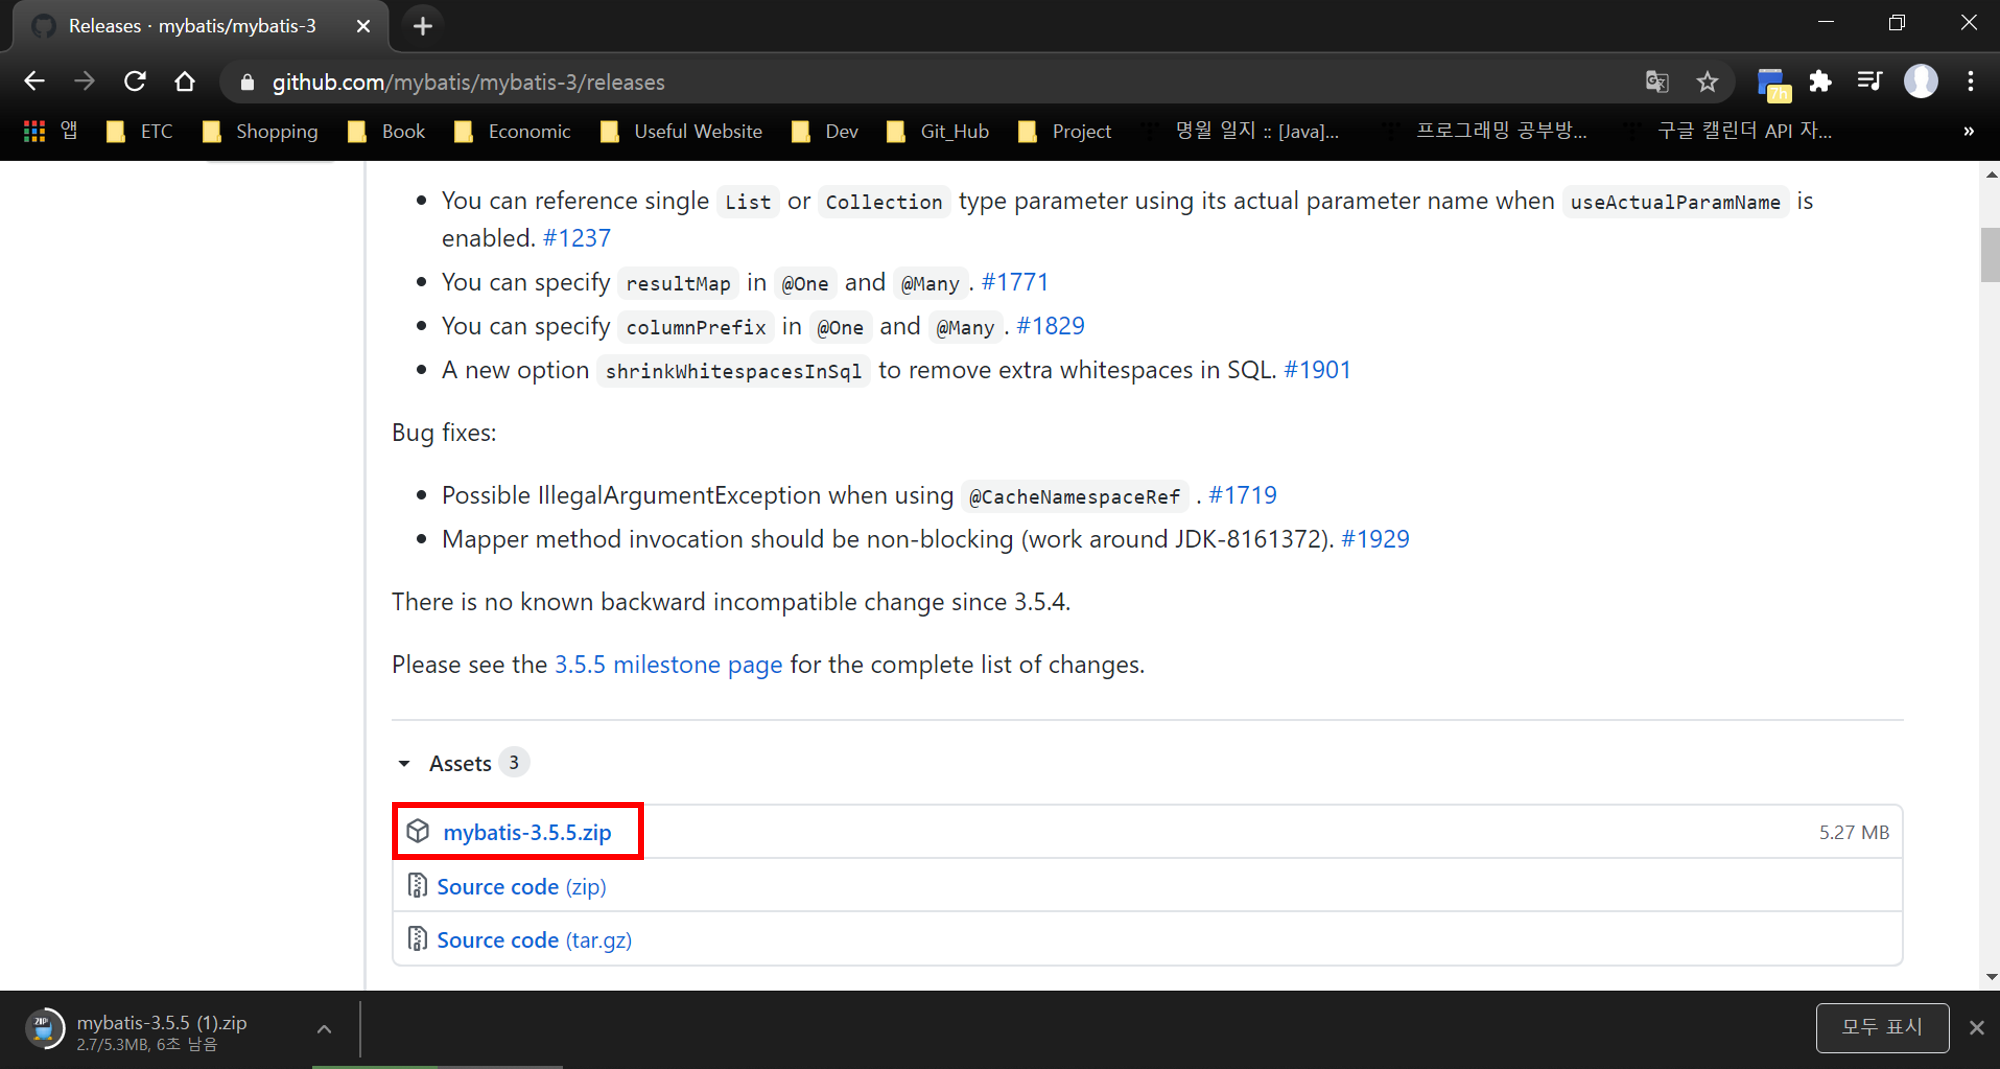 Releases · mybatis/mybatis-3
github.com/mybatis/mybatis-3/releases
7h
앱 ETC Shopping Book Economic Useful Website Dev Git_Hub Project 명월 일지 :: [Java]... 프로그래밍 공부방... 구글 캘린더 API 자... »
• You can reference single List or Collection type parameter using its actual parameter name when useActualParamName is
enabled. #1237
• You can specify resultMap in @One and @Many . #1771
• You can specify columnPrefix in @One and @Many . #1829
• A new option shrinkWhitespacesInSql to remove extra whitespaces in SQL. #1901
Bug fixes:
• Possible IllegalArgumentException when using @CacheNamespaceRef . #1719
• Mapper method invocation should be non-blocking (work around JDK-8161372). #1929
There is no known backward incompatible change since 3.5.4.
Please see the 3.5.5 milestone page for the complete list of changes.
Assets 3
mybatis-3.5.5.zip 5.27 MB
Source code (zip)
Source code (tar.gz)
ZIP
mybatis-3.5.5 (1).zip
2.7/5.3MB, 6초 남음
모두 표시